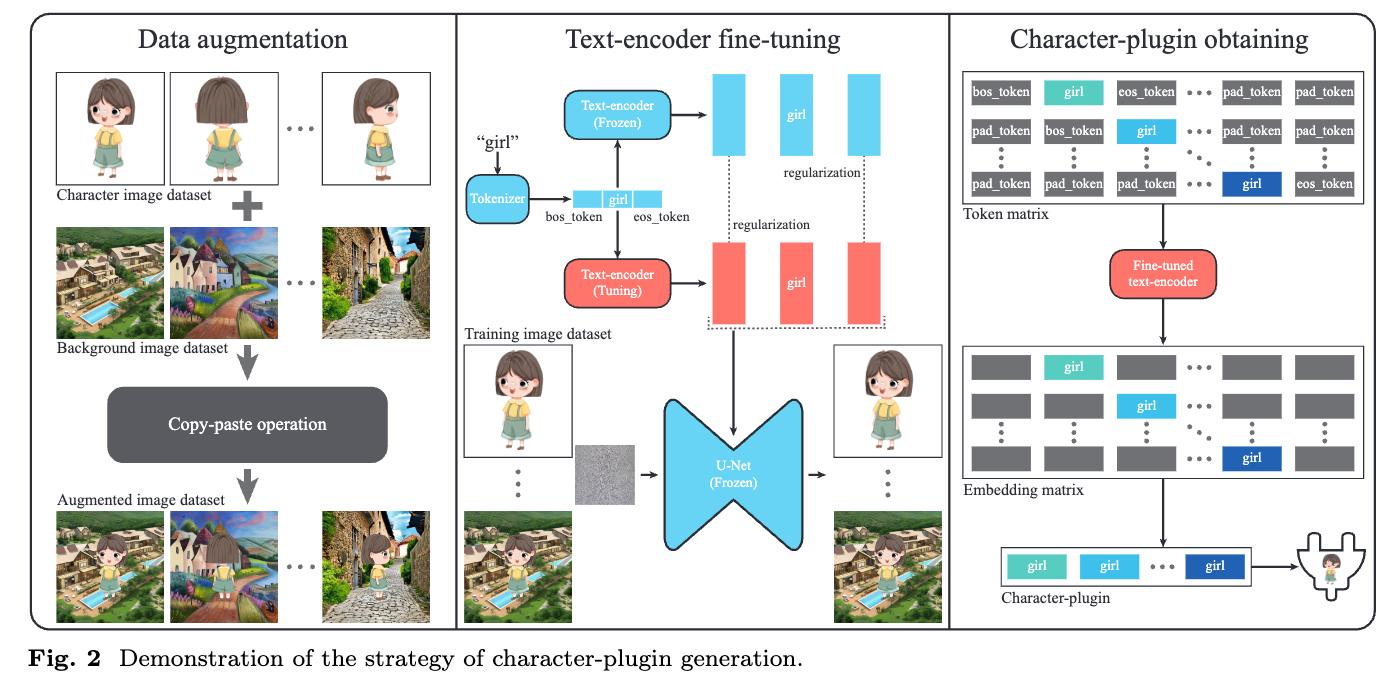 Data augmentation
Character image dataset
Background image dataset
Copy-paste operation
Augmented image dataset
Text-encoder fine-tuning
“girl”
Tokenizer
Text-encoder
(Frozen)
girl
bos_token
eos_token
Text-encoder
(Tuning)
girl
regularization
regularization
girl
Training image dataset
U-Net
(Frozen)
Character-plugin obtaining
bos_token girl eos_token ··· pad_token pad_token
pad_token bos_token girl ··· pad_token pad_token
pad_token pad_token pad_token ··· girl eos_token
Token matrix
Fine-tuned
text-encoder
girl
girl
girl
Embedding matrix
girl girl ··· girl
Character-plugin
Fig. 2 Demonstration of the strategy of character-plugin generation.